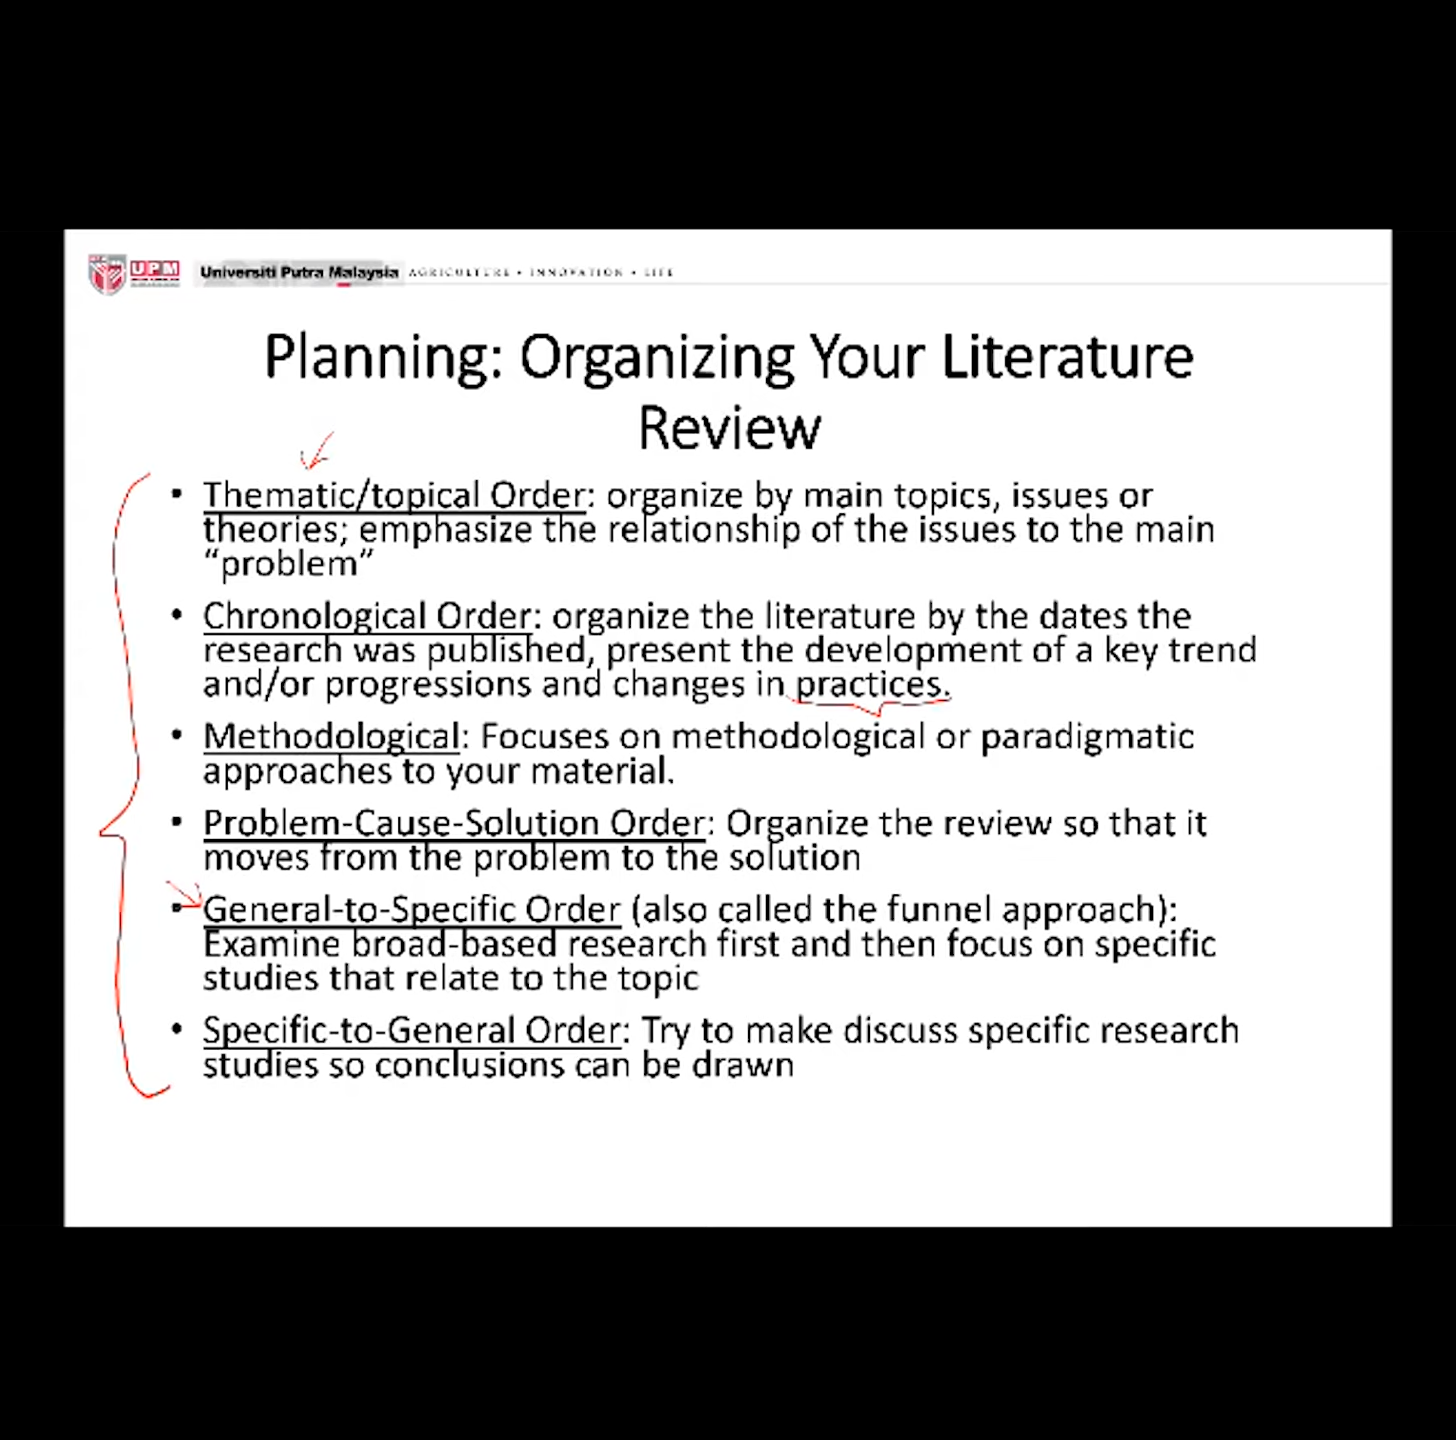 UPM
Universiti Putra Malaysia AGRICULTURE • INNOVATION • LIFE
Planning: Organizing Your Literature
Review
• Thematic/topical Order: organize by main topics, issues or
theories; emphasize the relationship of the issues to the main
“problem”
• Chronological Order: organize the literature by the dates the
research was published, present the development of a key trend
and/or progressions and changes in practices.
• Methodological: Focuses on methodological or paradigmatic
approaches to your material.
• Problem-Cause-Solution Order: Organize the review so that it
moves from the problem to the solution
• General-to-Specific Order (also called the funnel approach):
Examine broad-based research first and then focus on specific
studies that relate to the topic
• Specific-to-General Order: Try to make discuss specific research
studies so conclusions can be drawn